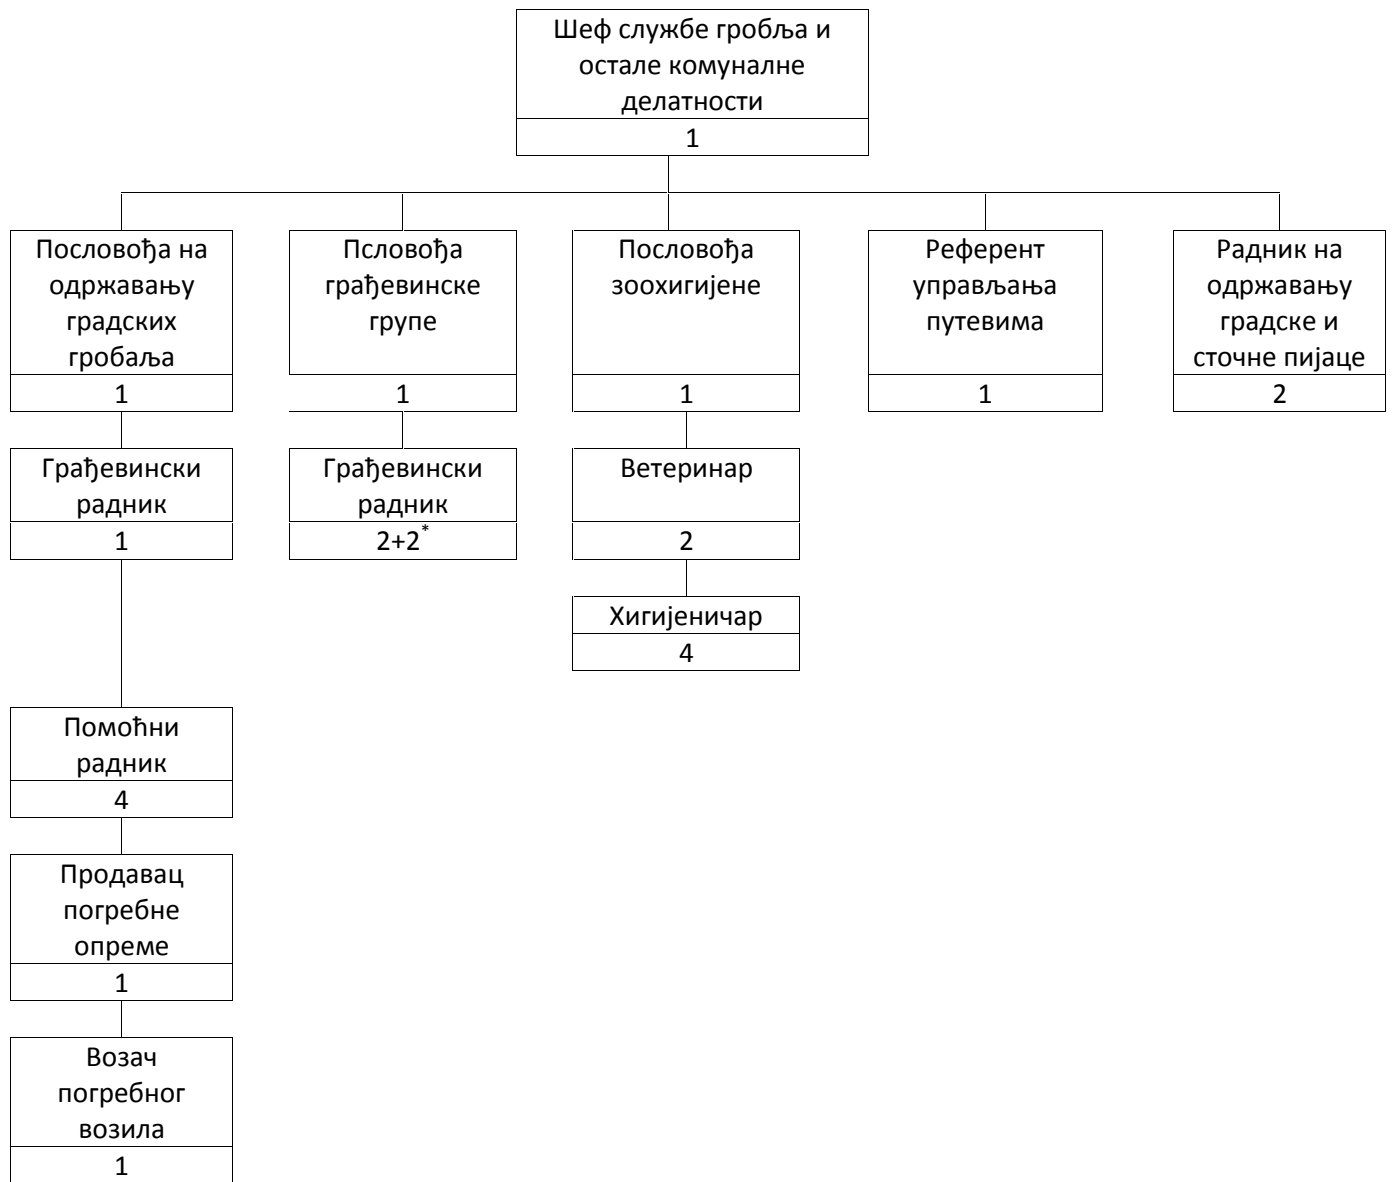 Шеф службе гробља и
остале комуналне
делатности
1
Пословођа на
одржавању
градских
гробаља
1
Псловођа
грађевинске
групе
1
Пословођа
зоохигијене
1
Референт
управљања
путевима
1
Радник на
одржавању
градске и
сточне пијаце
2
Грађевински
радник
1
Грађевински
радник
2+2*
Ветеринар
2
Хигијеничар
4
Помоћни
радник
4
Продавац
погребне
опреме
1
Возач
погребног
возила
1